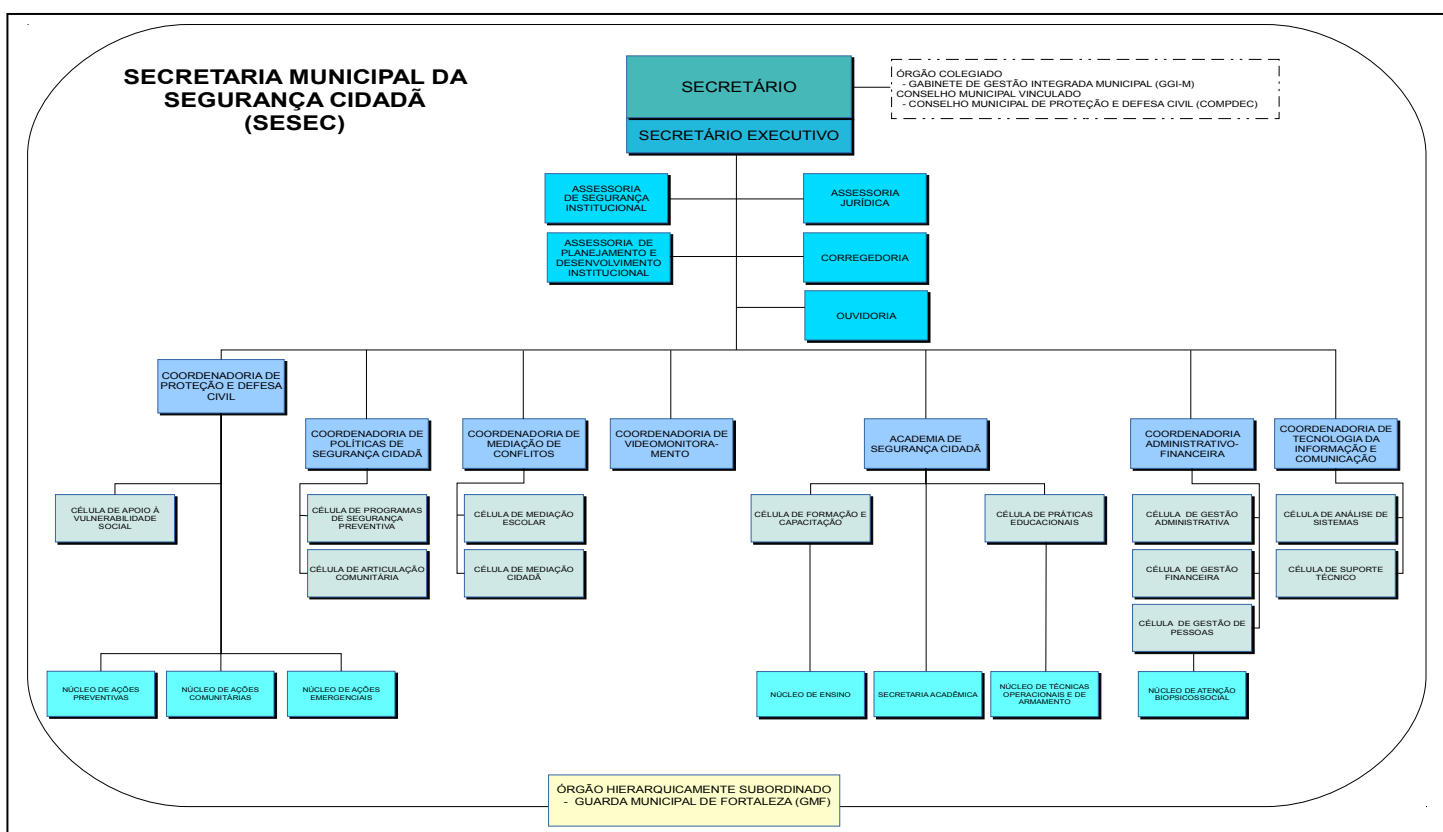 SECRETARIA MUNICIPAL DA
SEGURANÇA CIDADÃ
(SESEC)
SECRETÁRIO
SECRETÁRIO EXECUTIVO
ÓRGÃO COLEGIADO
- GABINETE DE GESTÃO INTEGRADA MUNICIPAL (GGI-M)
CONSELHO MUNICIPAL VINCULADO
- CONSELHO MUNICIPAL DE PROTEÇÃO E DEFESA CIVIL (COMPDEC)
ASSESSORIA
DE SEGURANÇA
INSTITUCIONAL
ASSESSORIA
JURÍDICA
ASSESSORIA DE
PLANEJAMENTO E
DESENVOLVIMENTO
INSTITUCIONAL
CORREGEDORIA
OUVIDORIA
COORDENADORIA DE
PROTEÇÃO E DEFESA
CIVIL
COORDENADORIA DE
POLÍTICAS DE
SEGURANÇA CIDADÃ
COORDENADORIA DE
MEDIAÇÃO DE
CONFLITOS
COORDENADORIA DE
VIDEOMONITORA-
MENTO
ACADEMIA DE
SEGURANÇA CIDADÃ
COORDENADORIA
ADMINISTRATIVO-
FINANCEIRA
COORDENADORIA DE
TECNOLOGIA DA
INFORMAÇÃO E
COMUNICAÇÃO
CÉLULA DE APOIO À
VULNERABILIDADE
SOCIAL
CÉLULA DE PROGRAMAS
DE SEGURANÇA
PREVENTIVA
CÉLULA DE MEDIAÇÃO
ESCOLAR
CÉLULA DE FORMAÇÃO E
CAPACITAÇÃO
CÉLULA DE PRÁTICAS
EDUCACIONAIS
CÉLULA DE GESTÃO
ADMINISTRATIVA
CÉLULA DE ANÁLISE DE
SISTEMAS
CÉLULA DE ARTICULAÇÃO
COMUNITÁRIA
CÉLULA DE MEDIAÇÃO
CIDADÃ
CÉLULA DE GESTÃO
FINANCEIRA
CÉLULA DE SUPORTE
TÉCNICO
CÉLULA DE GESTÃO DE
PESSOAS
NÚCLEO DE AÇÕES
PREVENTIVAS
NÚCLEO DE AÇÕES
COMUNITÁRIAS
NÚCLEO DE AÇÕES
EMERGENCIAIS
NÚCLEO DE ENSINO
SECRETARIA ACADÊMICA
NÚCLEO DE TÉCNICAS
OPERACIONAIS E DE
ARMAMENTO
NÚCLEO DE ATENÇÃO
BIOPSICOSSOCIAL
ÓRGÃO HIERARQUICAMENTE SUBORDINADO
- GUARDA MUNICIPAL DE FORTALEZA (GMF)